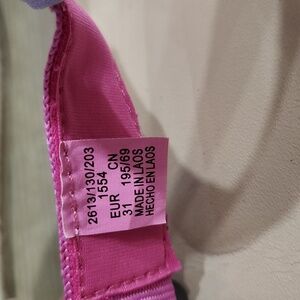 2613/130/203
1554
EUR CN
31 195/69
MADE IN LAOS
HECHO EN LAOS